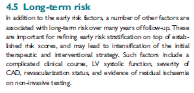 4.5 Long-term risk
In addition to the early risk factors, a number of other factors are
associated with long-term risk over many years of follow-up. These
are important for refining early risk stratification on top of estab-
lished risk scores, and may lead to intensification of the initial
therapeutic and interventional strategy. Such factors include a
complicated clinical course, LV systolic function, severity of
CAD, revascularization status, and evidence of residual ischaemia
on non-invasive testing.